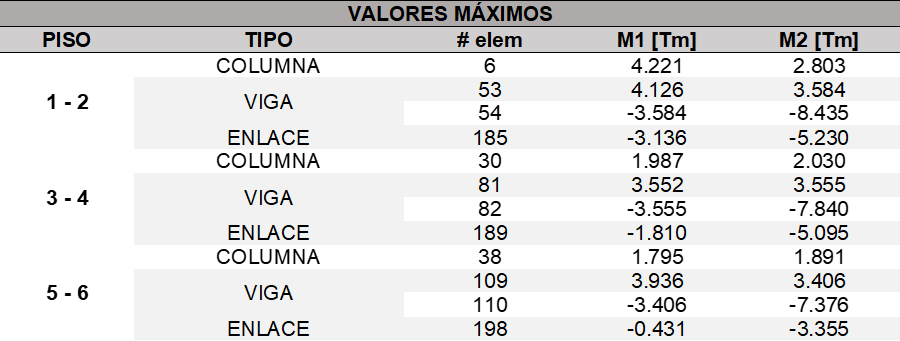 VALORES MÁXIMOS
PISO TIPO # elem M1 [Tm] M2 [Tm]
COLUMNA 6 4.221 2.803
1 - 2 VIGA 53 4.126 3.584
54 -3.584 -8.435
ENLACE 185 -3.136 -5.230
COLUMNA 30 1.987 2.030
3 - 4 VIGA 81 3.552 3.555
82 -3.555 -7.840
ENLACE 189 -1.810 -5.095
COLUMNA 38 1.795 1.891
5 - 6 VIGA 109 3.936 3.406
110 -3.406 -7.376
ENLACE 198 -0.431 -3.355